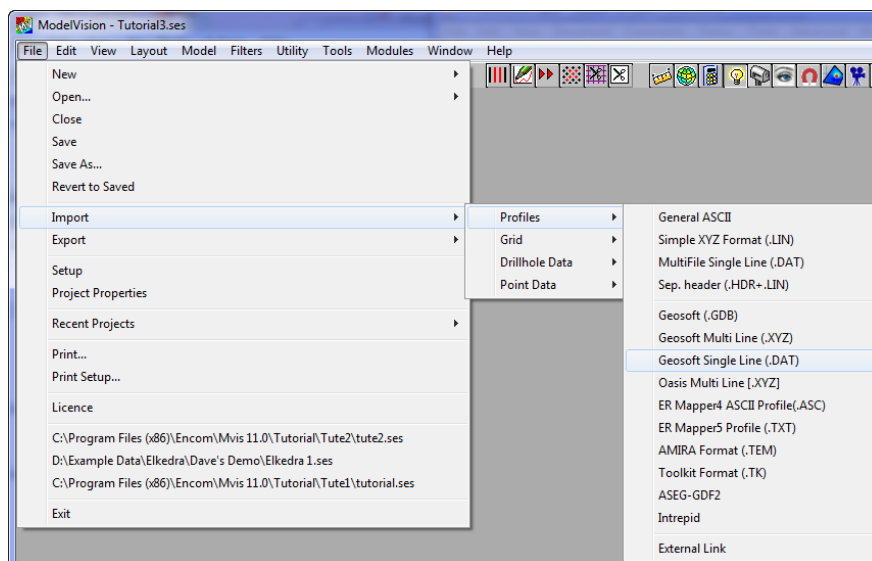 ModelVision - Tutorial3.ses
File Edit View Layout Model Filters Utility Tools Modules Window Help
New
Open...
Close
Save
Save As...
Revert to Saved
Import
Export
Setup
Project Properties
Recent Projects
Print...
Print Setup...
Licence
C:\Program Files (x86)\Encom\Mvis 11.0\Tutorial\Tute2\tute2.ses
D:\Example Data\Elkedra\Dave's Demo\Elkedra 1.ses
C:\Program Files (x86)\Encom\Mvis 11.0\Tutorial\Tute1\tutorial.ses
Exit
Profiles
Grid
Drillhole Data
Point Data
General ASCII
Simple XYZ Format (.LIN)
MultiFile Single Line (.DAT)
Sep. header (.HDR+.LIN)
Geosoft (.GDB)
Geosoft Multi Line (.XYZ)
Geosoft Single Line (.DAT)
Oasis Multi Line [.XYZ]
ER Mapper4 ASCII Profile(.ASC)
ER Mapper5 Profile (.TXT)
AMIRA Format (.TEM)
Toolkit Format (.TK)
ASEG-GDF2
Intrepid
External Link